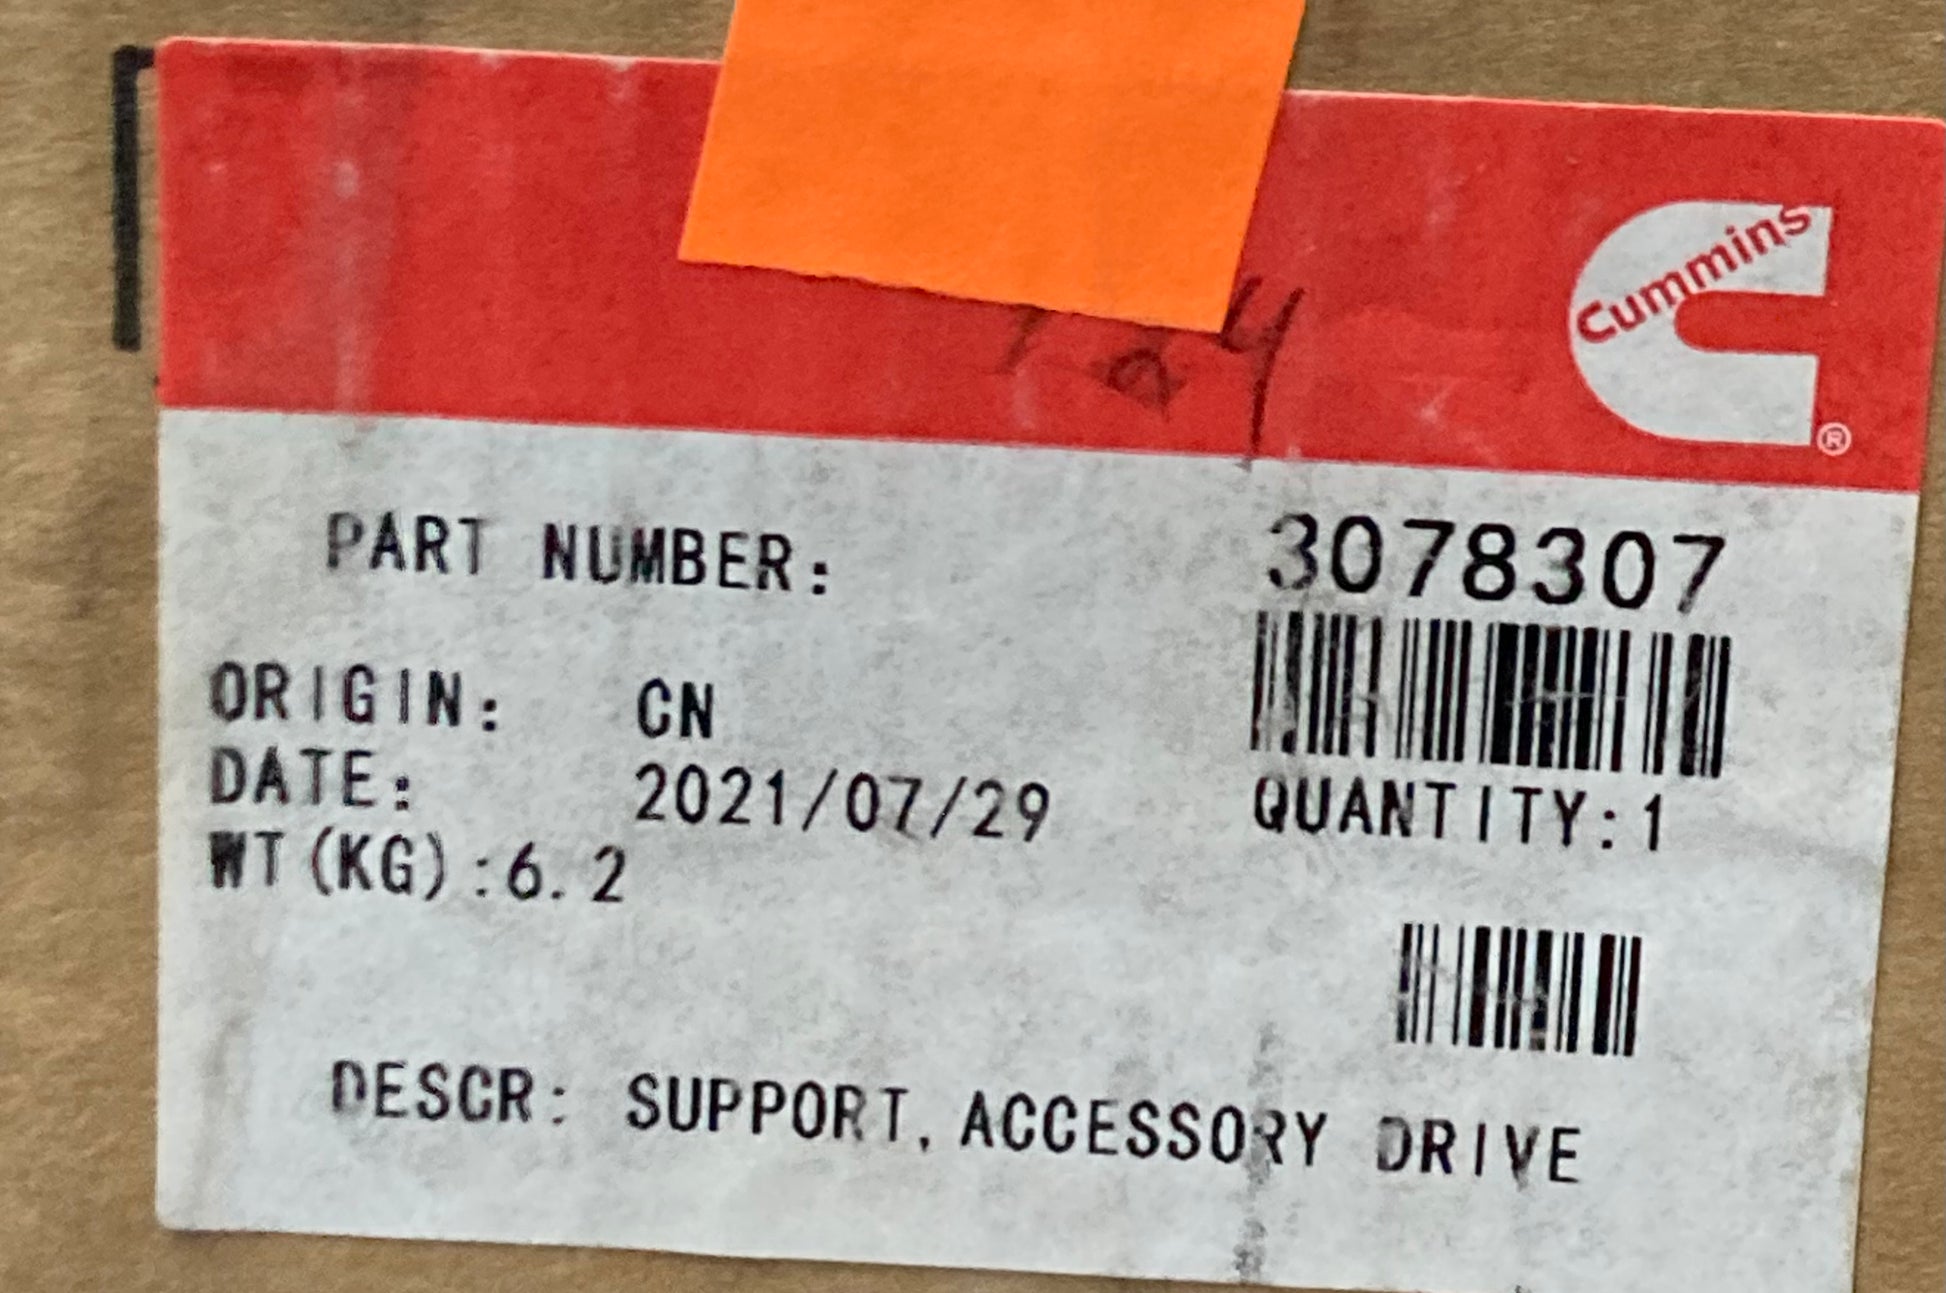 Cummins
®
PART NUMBER: 3078307
ORIGIN: CN
DATE: 2021/07/29
QUANTITY:1
WT(KG):6.2
DESCR: SUPPORT, ACCESSORY DRIVE